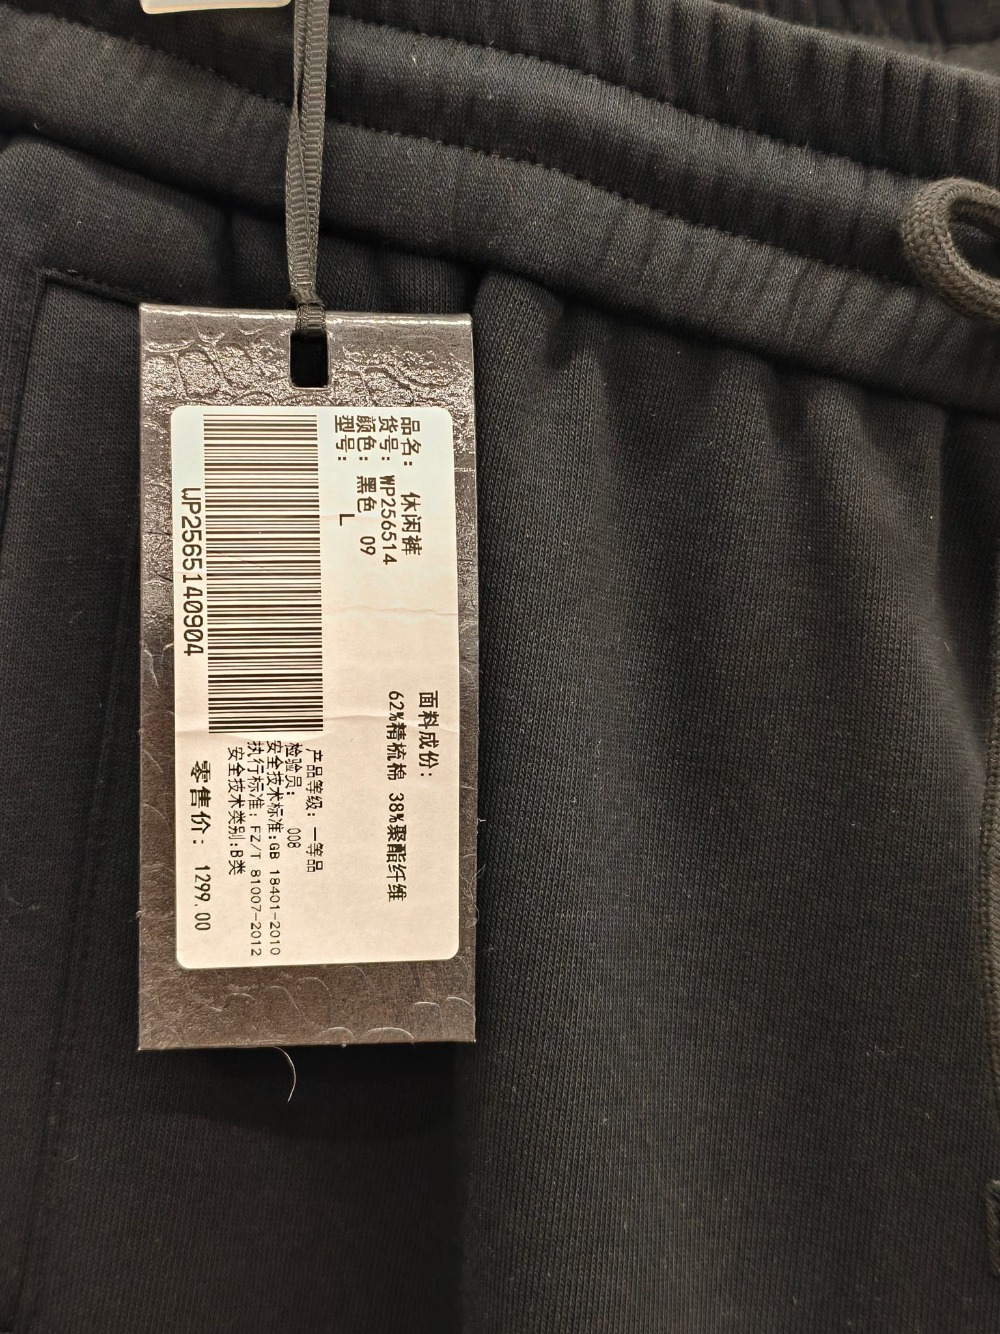 品名： 休闲裤
货号： WP256514
颜色： 黑色 09
型号： L
面料成份：
62%精梳棉 38%聚酯纤维
WP2565140904
产品等级：一等品
检验员： 008
安全技术标准:GB 18401-2010
执行标准：FZ/T 81007-2012
安全技术类别:B类
零售价： 1299.00